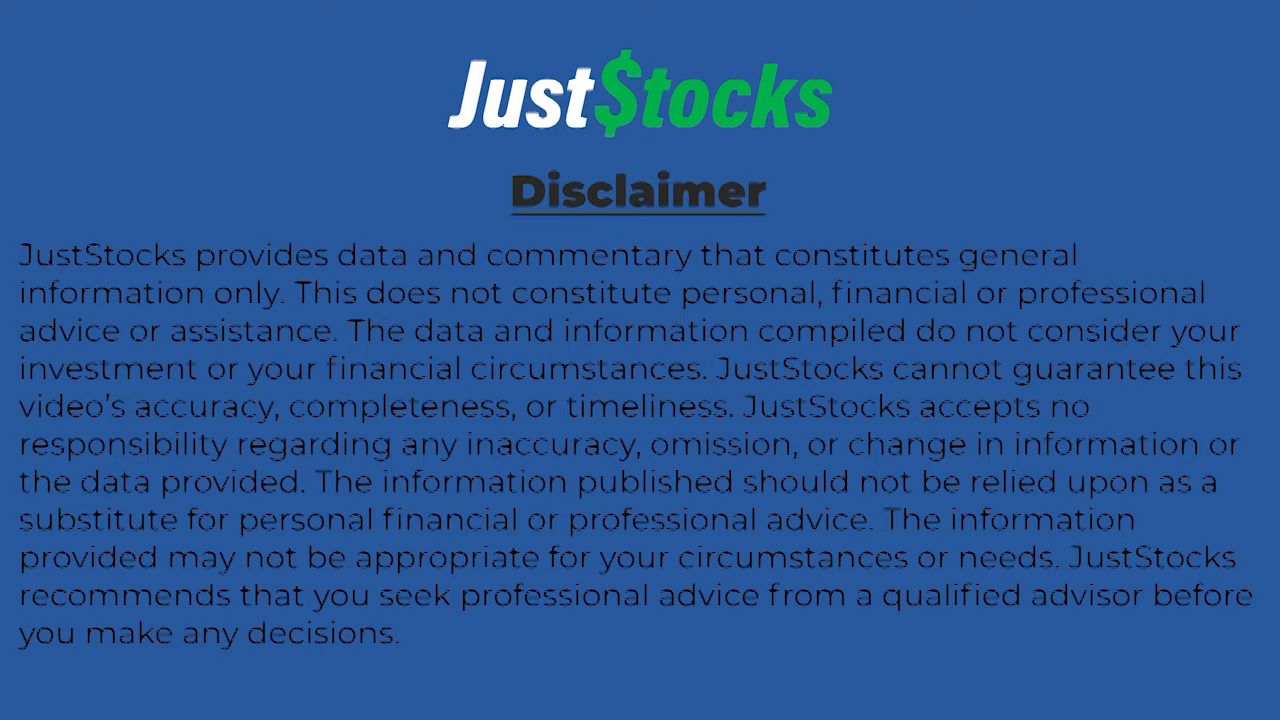 Just$tocks
Disclaimer
JustStocks provides data and commentary that constitutes general
information only. This does not constitute personal, financial or professional
advice or assistance. The data and information compiled do not consider your
investment or your financial circumstances. JustStocks cannot guarantee this
video’s accuracy, completeness, or timeliness. JustStocks accepts no
responsibility regarding any inaccuracy, omission, or change in information or
the data provided. The information published should not be relied upon as a
substitute for personal financial or professional advice. The information
provided may not be appropriate for your circumstances or needs. JustStocks
recommends that you seek professional advice from a qualified advisor before
you make any decisions.